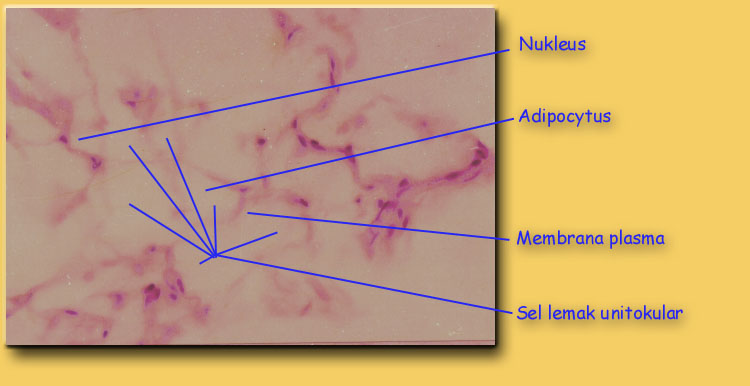 Nukleus
Adipocytus
Membrana plasma
Sel lemak unitokular